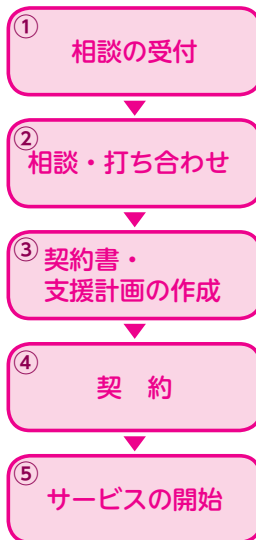 ①
相談の受付
②
相談・打ち合わせ
③
契約書・
支援計画の作成
④
契　約
⑤
サービスの開始